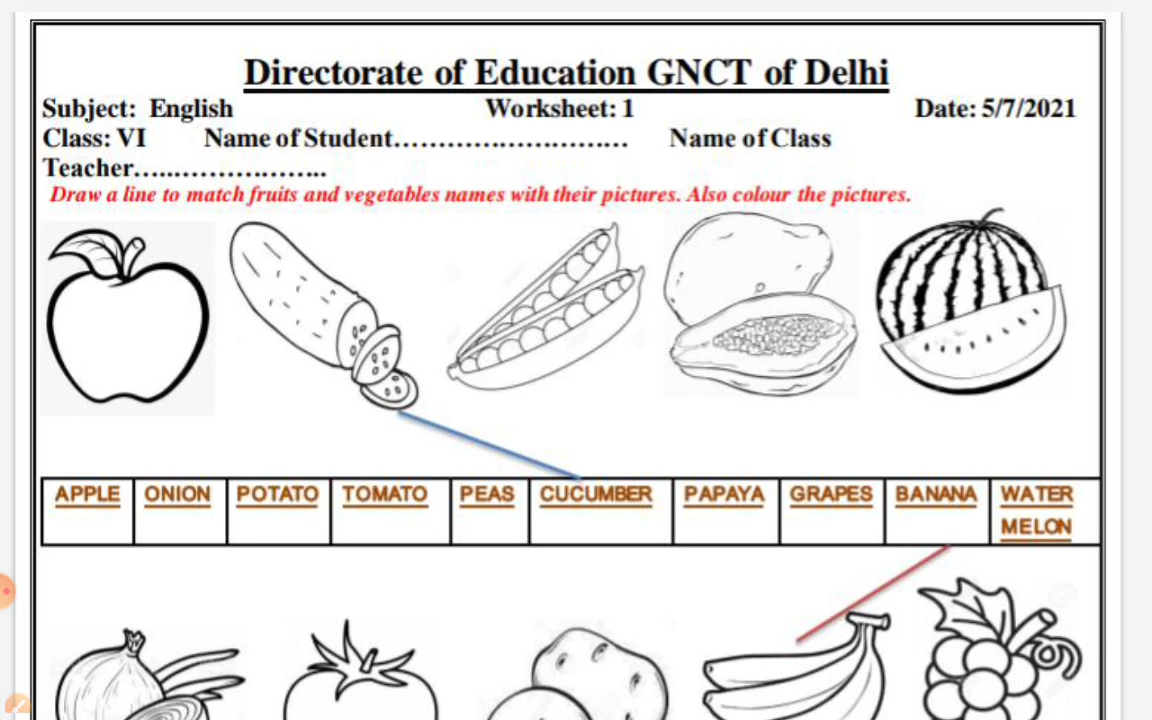 Directorate of Education GNCT of Delhi
Subject: English Worksheet: 1 Date: 5/7/2021
Class: VI Name of Student................................ Name of Class
Teacher.........................
Draw a line to match fruits and vegetables names with their pictures. Also colour the pictures.
APPLE ONION POTATO TOMATO PEAS CUCUMBER PAPAYA GRAPES BANANA WATER
MELON